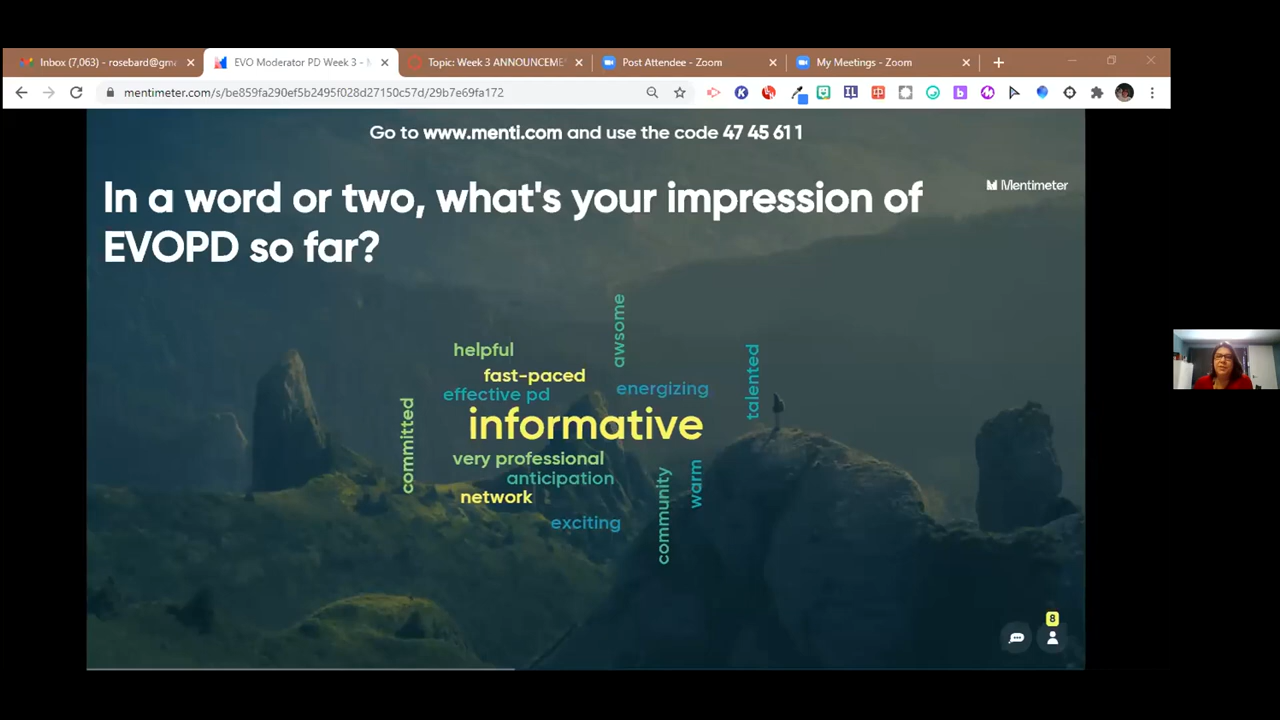 Inbox (7,063) - rosebard@gma
EVO Moderator PD Week 3 -
Topic: Week 3 ANNOUNCEME
Post Attendee - Zoom
My Meetings - Zoom
mentimeter.com/s/be859fa290ef5b2495f028d27150c57d/29b7e69fa172
Go to www.menti.com and use the code 47 45 61 1
Mentimeter
In a word or two, what's your impression of
EVOPD so far?
awsome
helpful
talented
fast-paced
energizing
effective pd
committed
informative
very professional
warm
anticipation
community
network
exciting
8